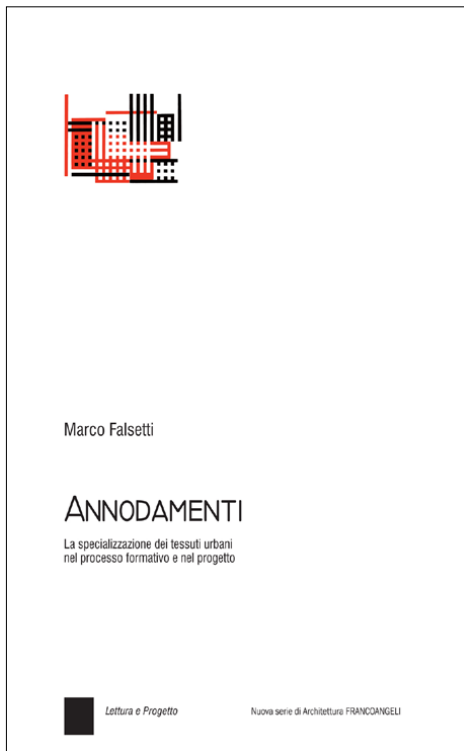 Marco Falsetti
ANNODAMENTI
La specializzazione dei tessuti urbani
nel processo formativo e nel progetto
Lettura e Progetto
Nuova serie di Architettura FRANCOANGELI